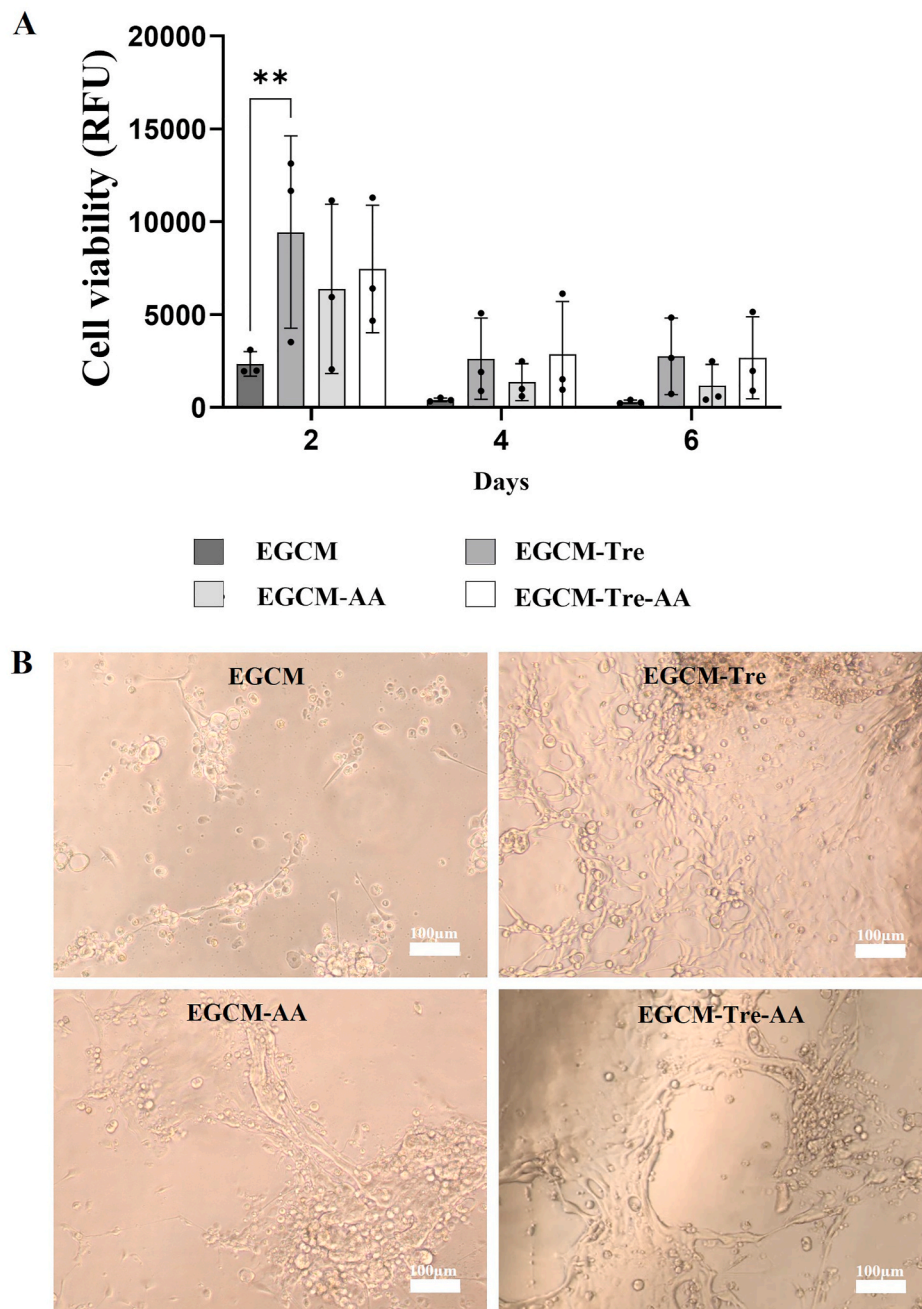 A
20000
**
15000
10000
5000
0
Cell viability (RFU)
2 4 6
Days
EGCM EGCM-Tre
EGCM-AA EGCM-Tre-AA
B
EGCM
100μm
EGCM-Tre
100μm
EGCM-AA
100μm
EGCM-Tre-AA
100μm